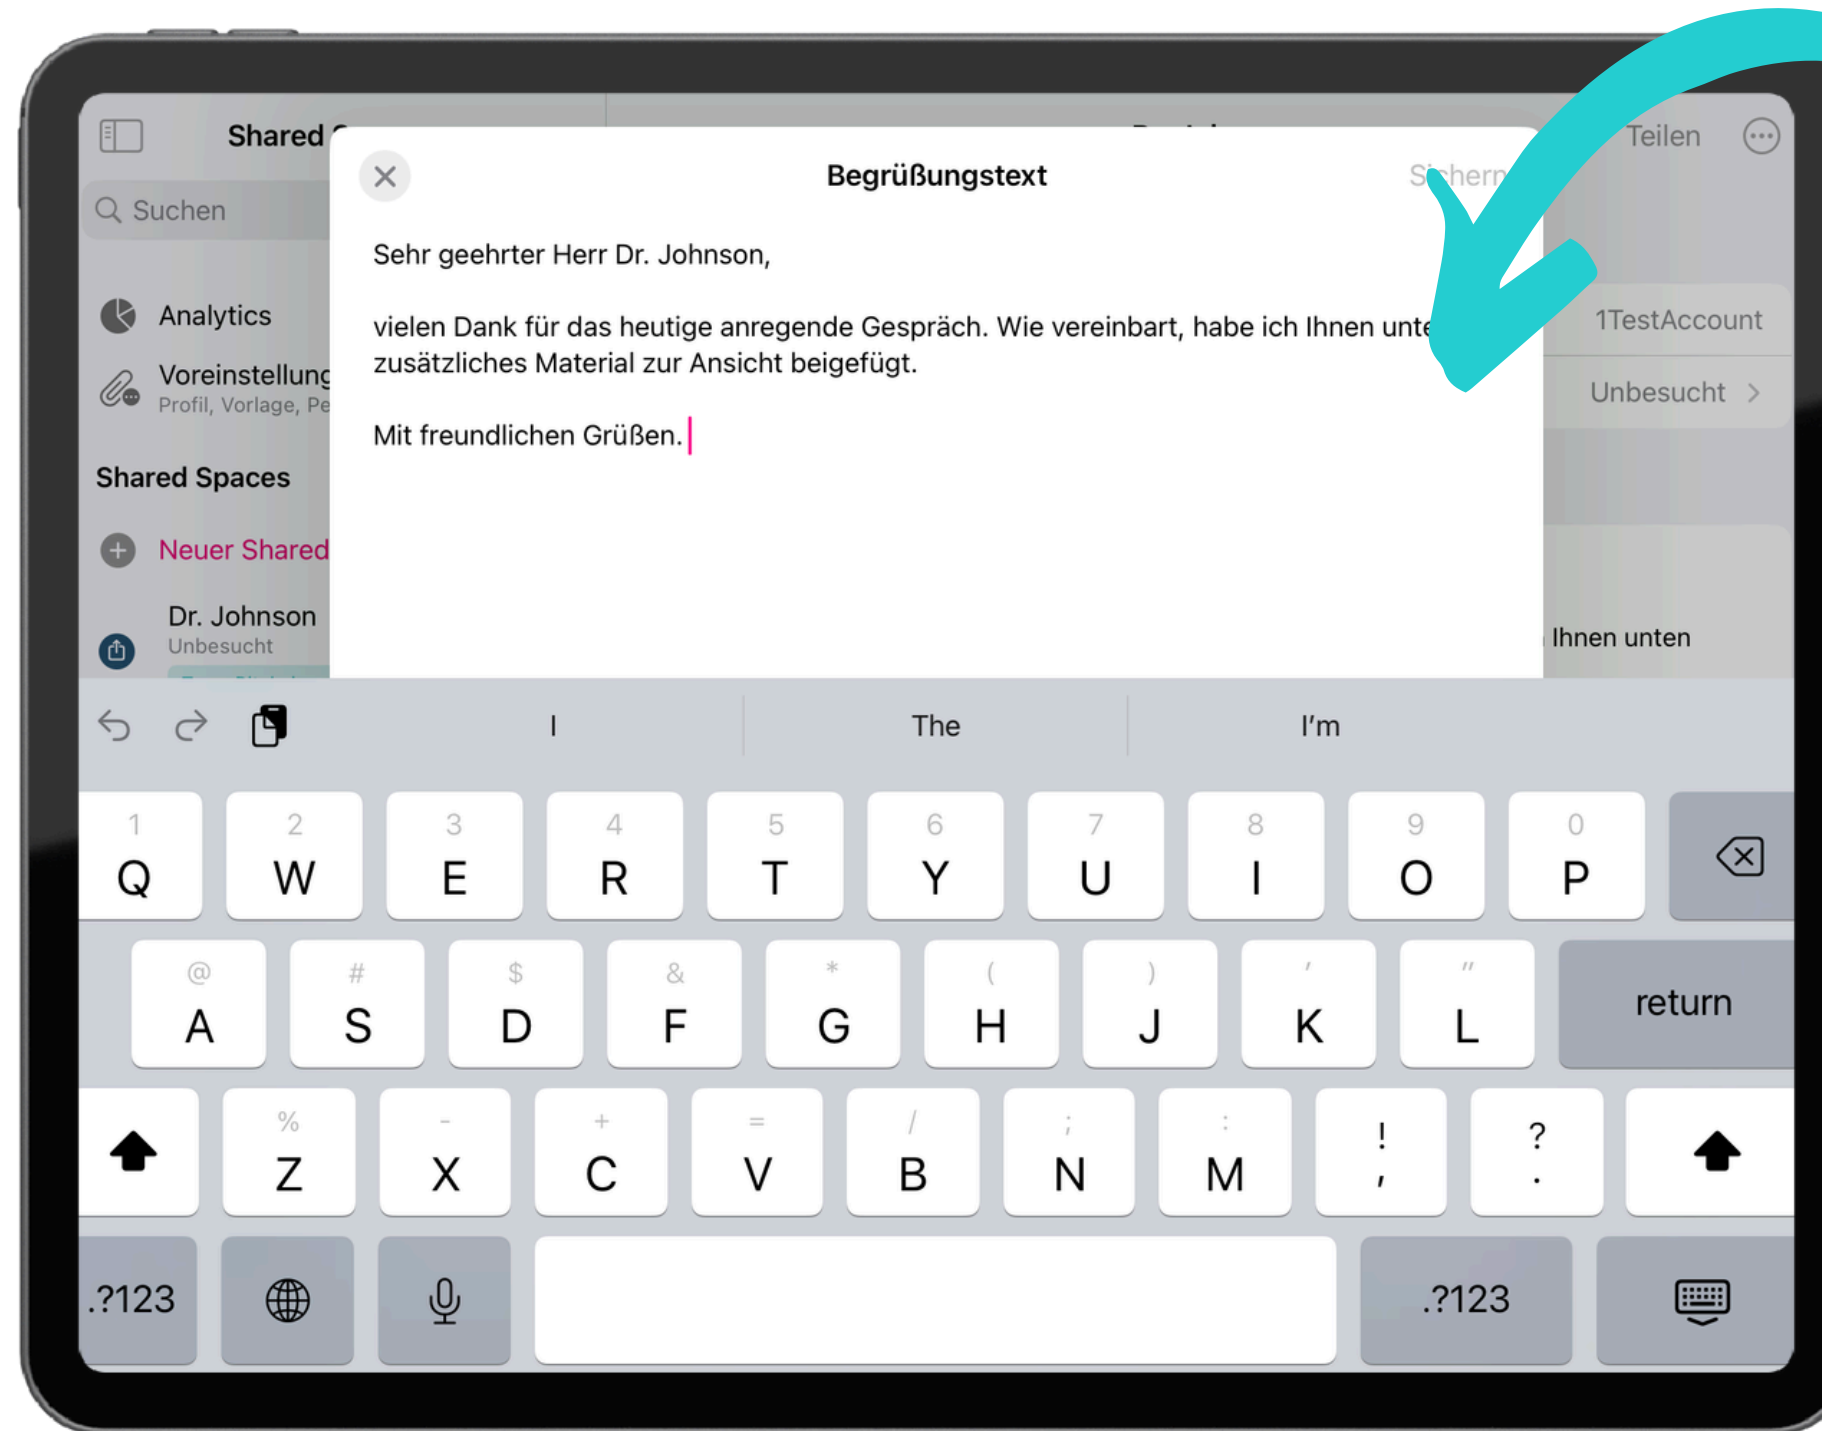 Shared
Teilen
Suchen
Analytics
Voreinstellung
Profil, Vorlage, Pe
Shared Spaces
Neuer Shared
Dr. Johnson
Unbesucht
Begrüßungstext
Sichern
Sehr geehrter Herr Dr. Johnson,
vielen Dank für das heutige anregende Gespräch. Wie vereinbart, habe ich Ihnen unte
zusätzliches Material zur Ansicht beigefügt.
Mit freundlichen Grüßen.
1TestAccount
Unbesucht
Ihnen unten
I The I'm
1 2 3 4 5 6 7 8 9 0
Q W E R T Y U I O P
@ # $ & * ( ) ' "
A S D F G H J K L return
% - + = / ; : ! ?
Z X C V B N M , .
.?123 .?123